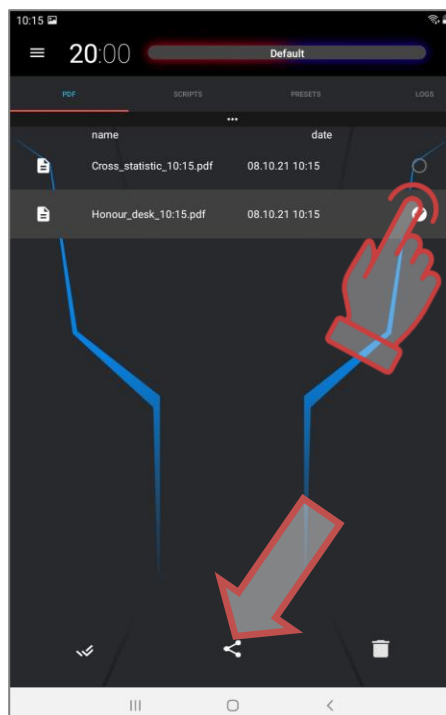 10:15
20:00 Default
PDF SCRIPTS PRESETS LOGS
name date
Cross_statistic_10:15.pdf 08.10.21 10:15
Honour_desk_10:15.pdf 08.10.21 10:15